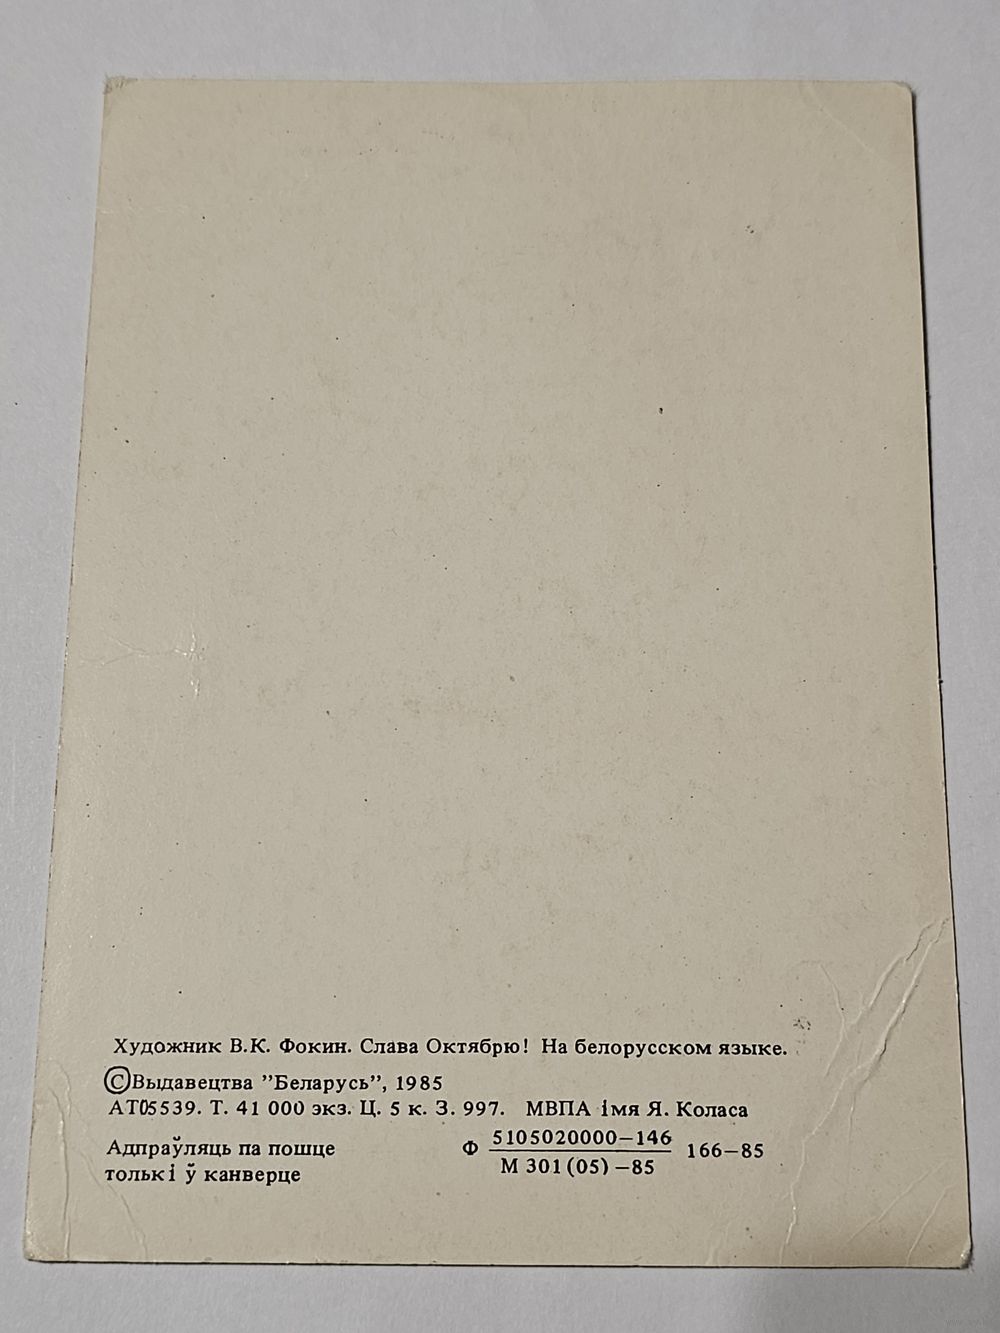 Художник В.К. Фокин. Слава Октябрю! На белорусском языке.
©Выдавецтва ”Беларусь”, 1985
АТ05539. Т. 41 000 экз. Ц. 5 к. З. 997. МВПА імя Я. Коласа
Адпраўляць па пошце
толькі ў канверце
Ф 5105020000–146 166–85
М 301(05)–85